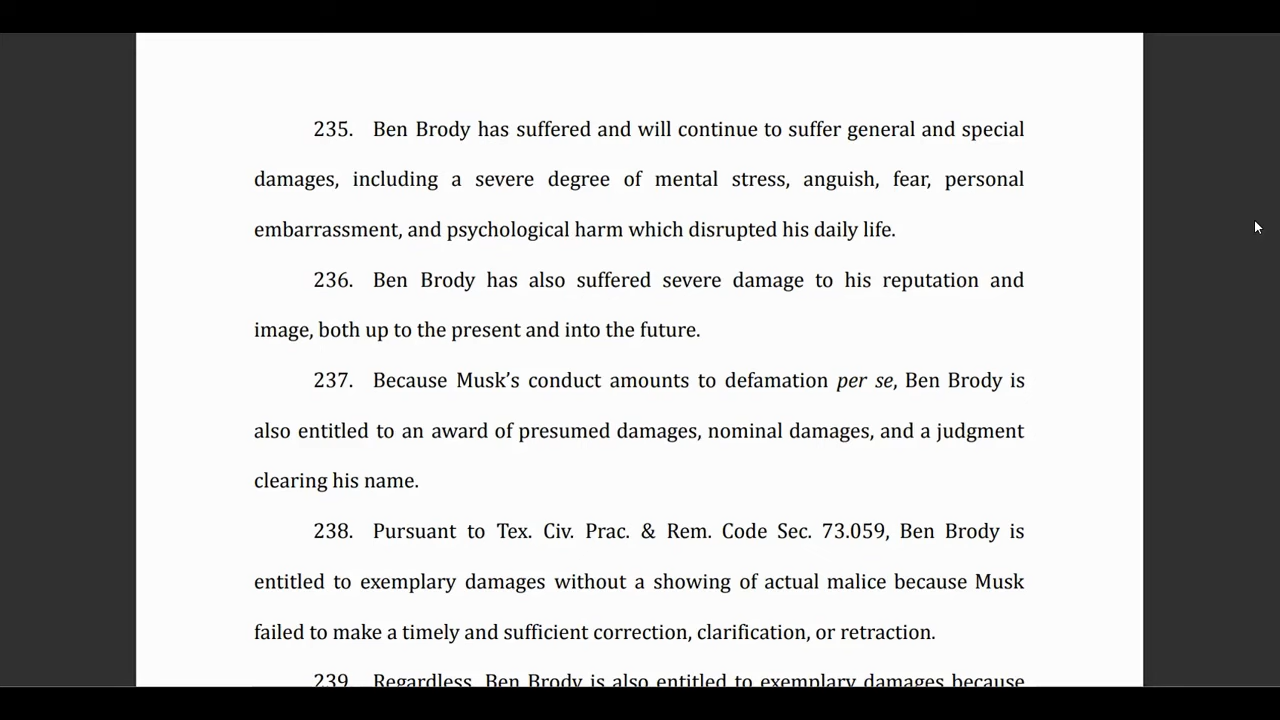 235. Ben Brody has suffered and will continue to suffer general and special
damages, including a severe degree of mental stress, anguish, fear, personal
embarrassment, and psychological harm which disrupted his daily life.
236. Ben Brody has also suffered severe damage to his reputation and
image, both up to the present and into the future.
237. Because Musk’s conduct amounts to defamation per se, Ben Brody is
also entitled to an award of presumed damages, nominal damages, and a judgment
clearing his name.
238. Pursuant to Tex. Civ. Prac. & Rem. Code Sec. 73.059, Ben Brody is
entitled to exemplary damages without a showing of actual malice because Musk
failed to make a timely and sufficient correction, clarification, or retraction.
239. Regardless, Ben Brody is also entitled to exemplary damages because